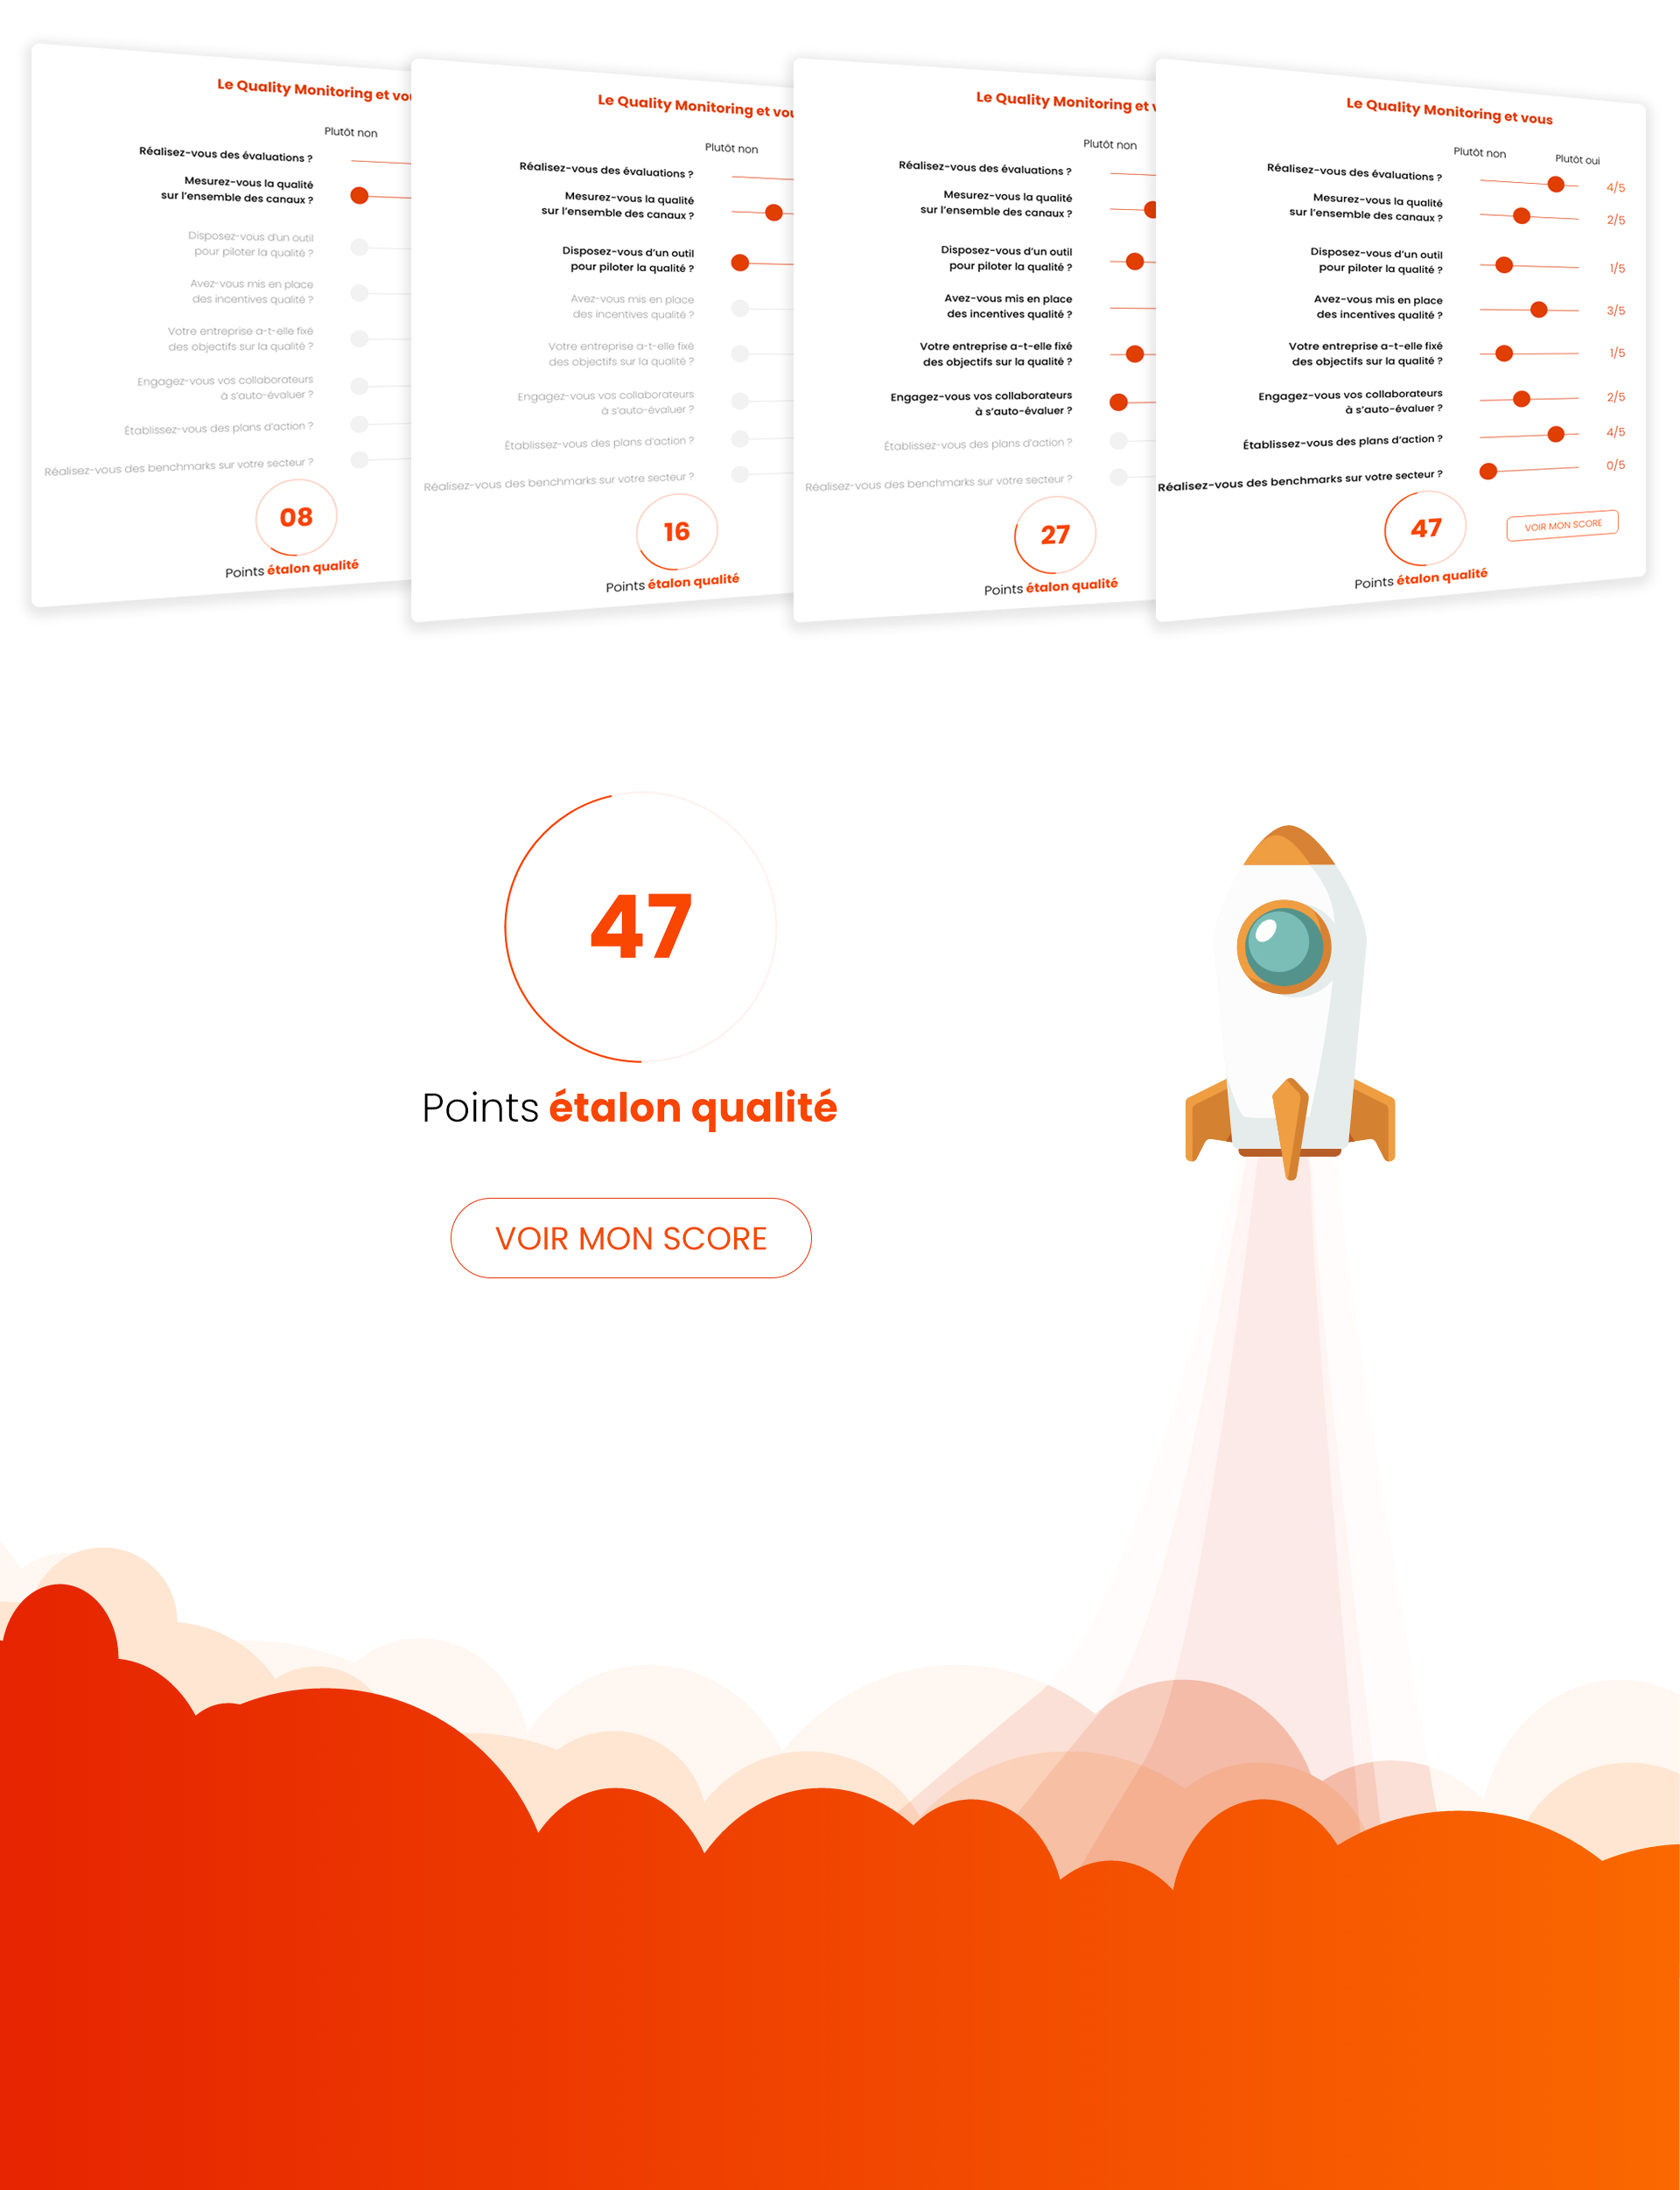 Le Quality Monitoring et vou
Plutôt non
Réalisez-vous des évaluations ?
Mesurez-vous la qualité
sur l'ensemble des canaux ?
Disposez-vous d'un outil
pour piloter la qualité ?
Avez-vous mis en place
des incentives qualité ?
Votre entreprise a-t-elle fixé
des objectifs sur la qualité ?
Engagez-vous vos collaborateurs
à s'auto-évaluer ?
Établissez-vous des plans d'action ?
Réalisez-vous des benchmarks sur votre secteur ?
08
Points étalon qualité
Le Quality Monitoring et vou
Plutôt non
Réalisez-vous des évaluations ?
Mesurez-vous la qualité
sur l'ensemble des canaux ?
Disposez-vous d'un outil
pour piloter la qualité ?
Avez-vous mis en place
des incentives qualité ?
Votre entreprise a-t-elle fixé
des objectifs sur la qualité ?
Engagez-vous vos collaborateurs
à s'auto-évaluer ?
Établissez-vous des plans d'action ?
Réalisez-vous des benchmarks sur votre secteur ?
16
Points étalon qualité
Le Quality Monitoring et v
Plutôt non
Réalisez-vous des évaluations ?
Mesurez-vous la qualité
sur l'ensemble des canaux ?
Disposez-vous d'un outil
pour piloter la qualité ?
Avez-vous mis en place
des incentives qualité ?
Votre entreprise a-t-elle fixé
des objectifs sur la qualité ?
Engagez-vous vos collaborateurs
à s'auto-évaluer ?
Établissez-vous des plans d'action ?
Réalisez-vous des benchmarks sur votre secteur ?
27
Points étalon qualité
Le Quality Monitoring et vous
Plutôt non Plutôt oui
Réalisez-vous des évaluations ? 4/5
Mesurez-vous la qualité
sur l'ensemble des canaux ? 2/5
Disposez-vous d'un outil
pour piloter la qualité ? 1/5
Avez-vous mis en place
des incentives qualité ? 3/5
Votre entreprise a-t-elle fixé
des objectifs sur la qualité ? 1/5
Engagez-vous vos collaborateurs
à s'auto-évaluer ? 2/5
Établissez-vous des plans d'action ? 4/5
Réalisez-vous des benchmarks sur votre secteur ? 0/5
47
VOIR MON SCORE
Points étalon qualité
47
Points étalon qualité
VOIR MON SCORE